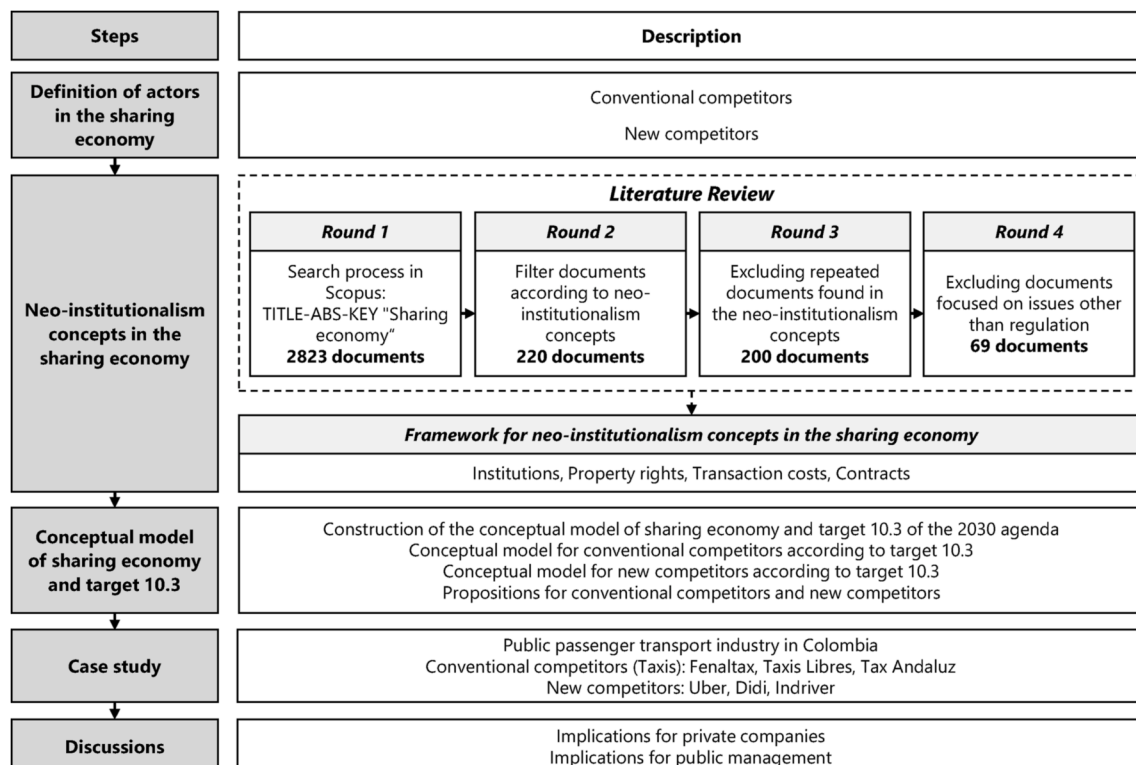 Steps
Description
Definition of actors
in the sharing
economy
Conventional competitors
New competitors
Neo-institutionalism
concepts in the
sharing economy
Literature Review
Round 1
Search process in
Scopus:
TITLE-ABS-KEY "Sharing
economy"
2823 documents
Round 2
Filter documents
according to neo-
institutionalism
concepts
220 documents
Round 3
Excluding repeated
documents found in
the neo-institutionalism
concepts
200 documents
Round 4
Excluding documents
focused on issues other
than regulation
69 documents
Framework for neo-institutionalism concepts in the sharing economy
Institutions, Property rights, Transaction costs, Contracts
Conceptual model
of sharing economy
and target 10.3
Construction of the conceptual model of sharing economy and target 10.3 of the 2030 agenda
Conceptual model for conventional competitors according to target 10.3
Conceptual model for new competitors according to target 10.3
Propositions for conventional competitors and new competitors
Case study
Public passenger transport industry in Colombia
Conventional competitors (Taxis): Fenaltax, Taxis Libres, Tax Andaluz
New competitors: Uber, Didi, Indriver
Discussions
Implications for private companies
Implications for public management